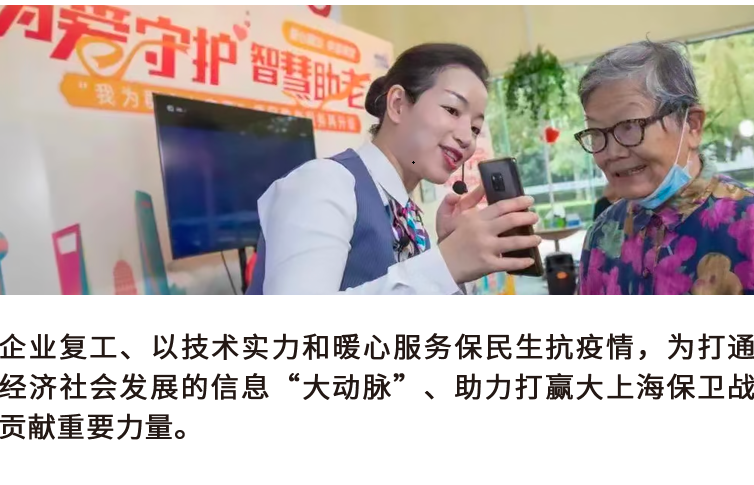 为爱守护 智慧助老
“我为
企业复工、以技术实力和暖心服务保民生抗疫情，为打通
经济社会发展的信息“大动脉”、助力打赢大上海保卫战
贡献重要力量。